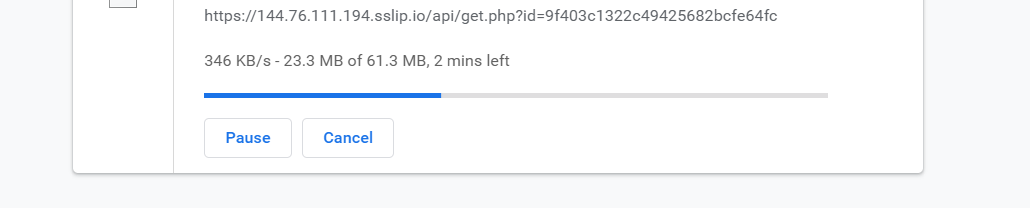 https://144.76.111.194.sslip.io/api/get.php?id=9f403c1322c49425682bcfe64fc
346 KB/s - 23.3 MB of 61.3 MB, 2 mins left
Pause Cancel